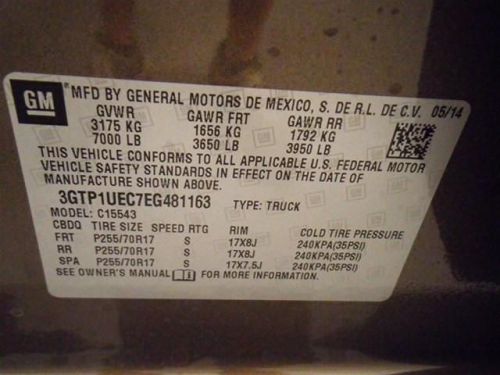 GM
MFD BY GENERAL MOTORS DE MEXICO, S. DE R.L. DE C.V. 05/14
GVWR GAWR FRT GAWR RR
3175 KG 1656 KG 1792 KG
7000 LB 3650 LB 3950 LB
THIS VEHICLE CONFORMS TO ALL APPLICABLE U.S. FEDERAL MOTOR
VEHICLE SAFETY STANDARDS IN EFFECT ON THE DATE OF
MANUFACTURE SHOWN ABOVE.
3GTP1UEC7EG481163 TYPE: TRUCK
MODEL: C15543
CBDQ TIRE SIZE SPEED RTG RIM COLD TIRE PRESSURE
FRT P255/70R17 S 17X8J 240KPA(35PSI)
RR P255/70R17 S 17X8J 240KPA(35PSI)
SPA P255/70R17 S 17X7.5J 240KPA(35PSI)
SEE OWNER'S MANUAL FOR MORE INFORMATION.